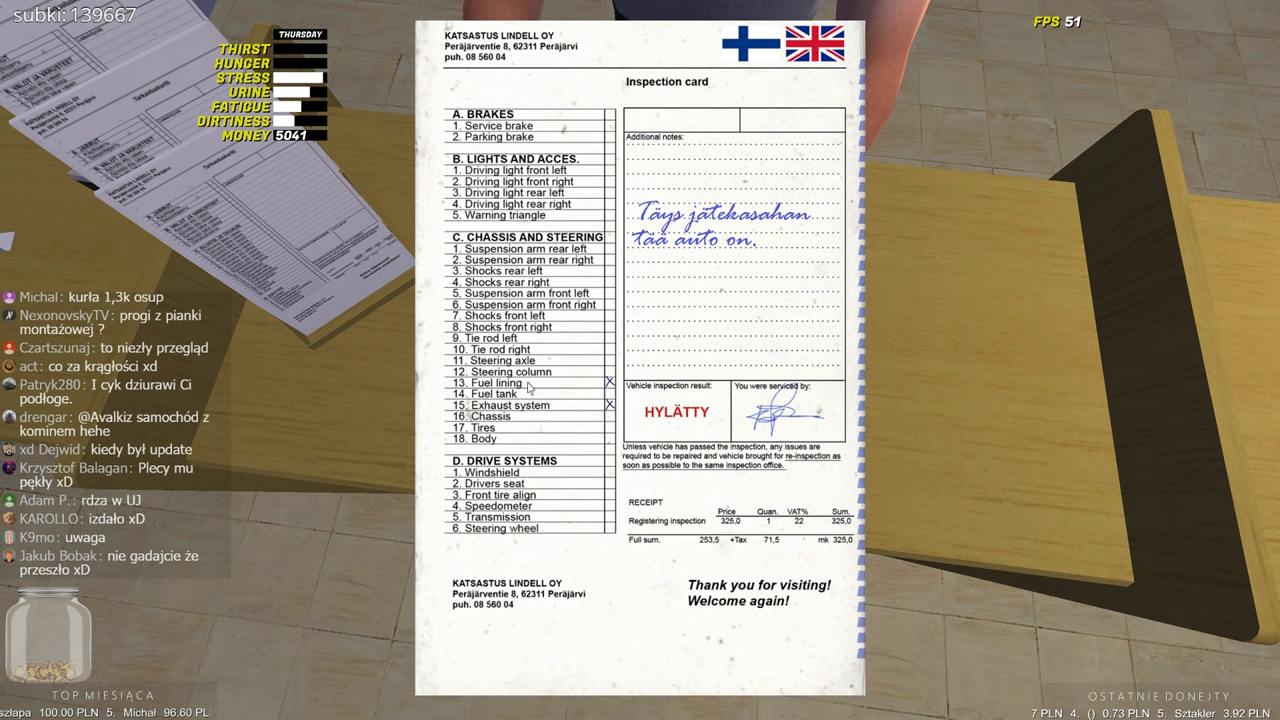 subki:139667
THURSDAY
THIRST
HUNGER
STRESS
URINE
FATIGUE
DIRTINESS
MONEY 5041
FPS 51
KATSASTUS LINDELL OY
Peräjärventie 8, 62311 Peräjärvi
puh. 08 560 04
Inspection card
A. BRAKES
1. Service brake
2. Parking brake
B. LIGHTS AND ACCES.
1. Driving light front left
2. Driving light front right
3. Driving light rear left
4. Driving light rear right
5. Warning triangle
C. CHASSIS AND STEERING
1. Suspension arm rear left
2. Suspension arm rear right
3. Shocks rear left
4. Shocks rear right
5. Suspension arm front left
6. Suspension arm front right
7. Shocks front left
8. Shocks front right
9. Tie rod left
10. Tie rod right
11. Steering axle
12. Steering column
13. Fuel lining X
14. Fuel tank
15. Exhaust system X
16. Chassis
17. Tires
18. Body
D. DRIVE SYSTEMS
1. Windshield
2. Drivers seat
3. Front tire align
4. Speedometer
5. Transmission
6. Steering wheel
Additional notes:
Täys jätekasahan
tää auto on.
Vehicle inspection result:
HYLÄTTY
You were serviced by:
Unless vehicle has passed the inspection, any issues are
required to be repaired and vehicle brought for re-inspection as
soon as possible to the same inspection office.
RECEIPT
Price Quan. VAT% Sum.
Registering inspection 325,0 1 22 325,0
Full sum. 253,5 +Tax 71,5 mk 325,0
KATSASTUS LINDELL OY
Peräjärventie 8, 62311 Peräjärvi
puh. 08 560 04
Thank you for visiting!
Welcome again!
Michal: kurła 1,3k osup
NexonovskyTV: progi z pianki
montażowej ?
Czartsz​unaj: to niezły przegląd
act: co za krągłości xd
Patryk280: I cyk dziurawi Ci
podłoge.
drengar: @Avalkiz samochód z
kominem hehe
xd Dejwid: kiedy był update
Krzysztof Balagan: Plecy mu
pękły xD
Adam P.: rdza w UJ
KAROLLO: izdało xD
K9mo: uwaga
Jakub Bobak: nie gadajcie że
przeszło xD
TOP MIESIĄCA
szłapa 100.00 PLN 5. Michał 96.60 PL
OSTATNIE DONEJTY
7 PLN 4. () 0.73 PLN 5. Sztakler 3.92 PLN